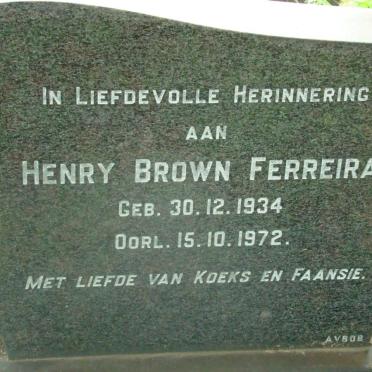 IN LIEFDEVOLLE HERINNERING
AAN
HENRY BROWN FERREIRA
GEB. 30.12.1934
OORL. 15.10.1972.
MET LIEFDE VAN KOEKS EN FAANSIE.
AVBOB